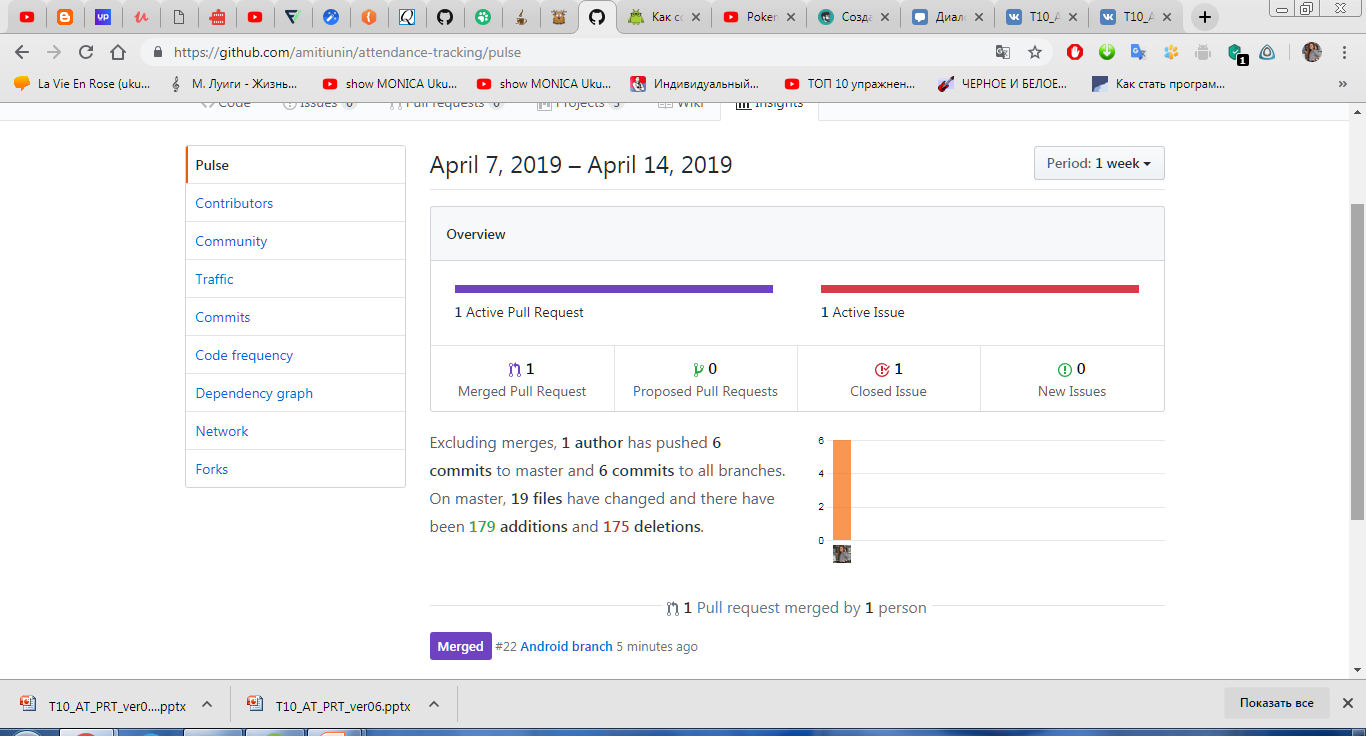 Как со
Poker
Созда
Диало
T10_A
T10_A
https://github.com/amitiunin/attendance-tracking/pulse
1
La Vie En Rose (uku...
М. Луиги - Жизнь...
show MONICA Uku...
show MONICA Uku...
Индивидуальный...
ТОП 10 упражнен...
ЧЕРНОЕ И БЕЛОЕ...
Как стать програм...
»
Code
Issues 0
Pull requests 0
Projects 3
Wiki
Insights
Pulse
Contributors
Community
Traffic
Commits
Code frequency
Dependency graph
Network
Forks
April 7, 2019 – April 14, 2019
Period: 1 week
Overview
1 Active Pull Request
1 Active Issue
1
Merged Pull Request
0
Proposed Pull Requests
1
Closed Issue
0
New Issues
Excluding merges, 1 author has pushed 6
commits to master and 6 commits to all branches.
On master, 19 files have changed and there have
been 179 additions and 175 deletions.
6
4
2
0
1 Pull request merged by 1 person
Merged #22 Android branch 5 minutes ago
T10_AT_PRT_ver0....pptx
T10_AT_PRT_ver06.pptx
Показать все